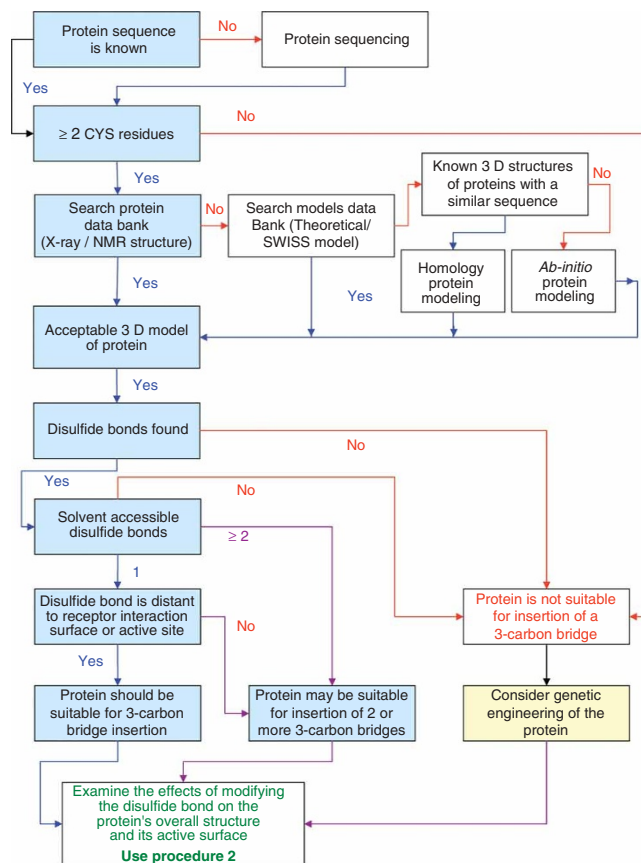 Protein sequence
is known
No
Protein sequencing
Yes
≥ 2 CYS residues
No
Yes
Search protein
data bank
(X-ray / NMR structure)
No
Search models data
Bank (Theoretical/
SWISS model)
Known 3 D structures
of proteins with a
similar sequence
No
Homology
protein
modeling
Ab-initio
protein
modeling
Yes
Yes
Acceptable 3 D model
of protein
Yes
Disulfide bonds found
No
Yes
No
Solvent accessible
disulfide bonds
≥ 2
1
Disulfide bond is distant
to receptor interaction
surface or active site
No
Protein is not suitable
for insertion of a
3-carbon bridge
Yes
Protein should be
suitable for 3-carbon
bridge insertion
Protein may be suitable
for insertion of 2 or
more 3-carbon bridges
Consider genetic
engineering of the
protein
Examine the effects of modifying
the disulfide bond on the
protein's overall structure
and its active surface
Use procedure 2